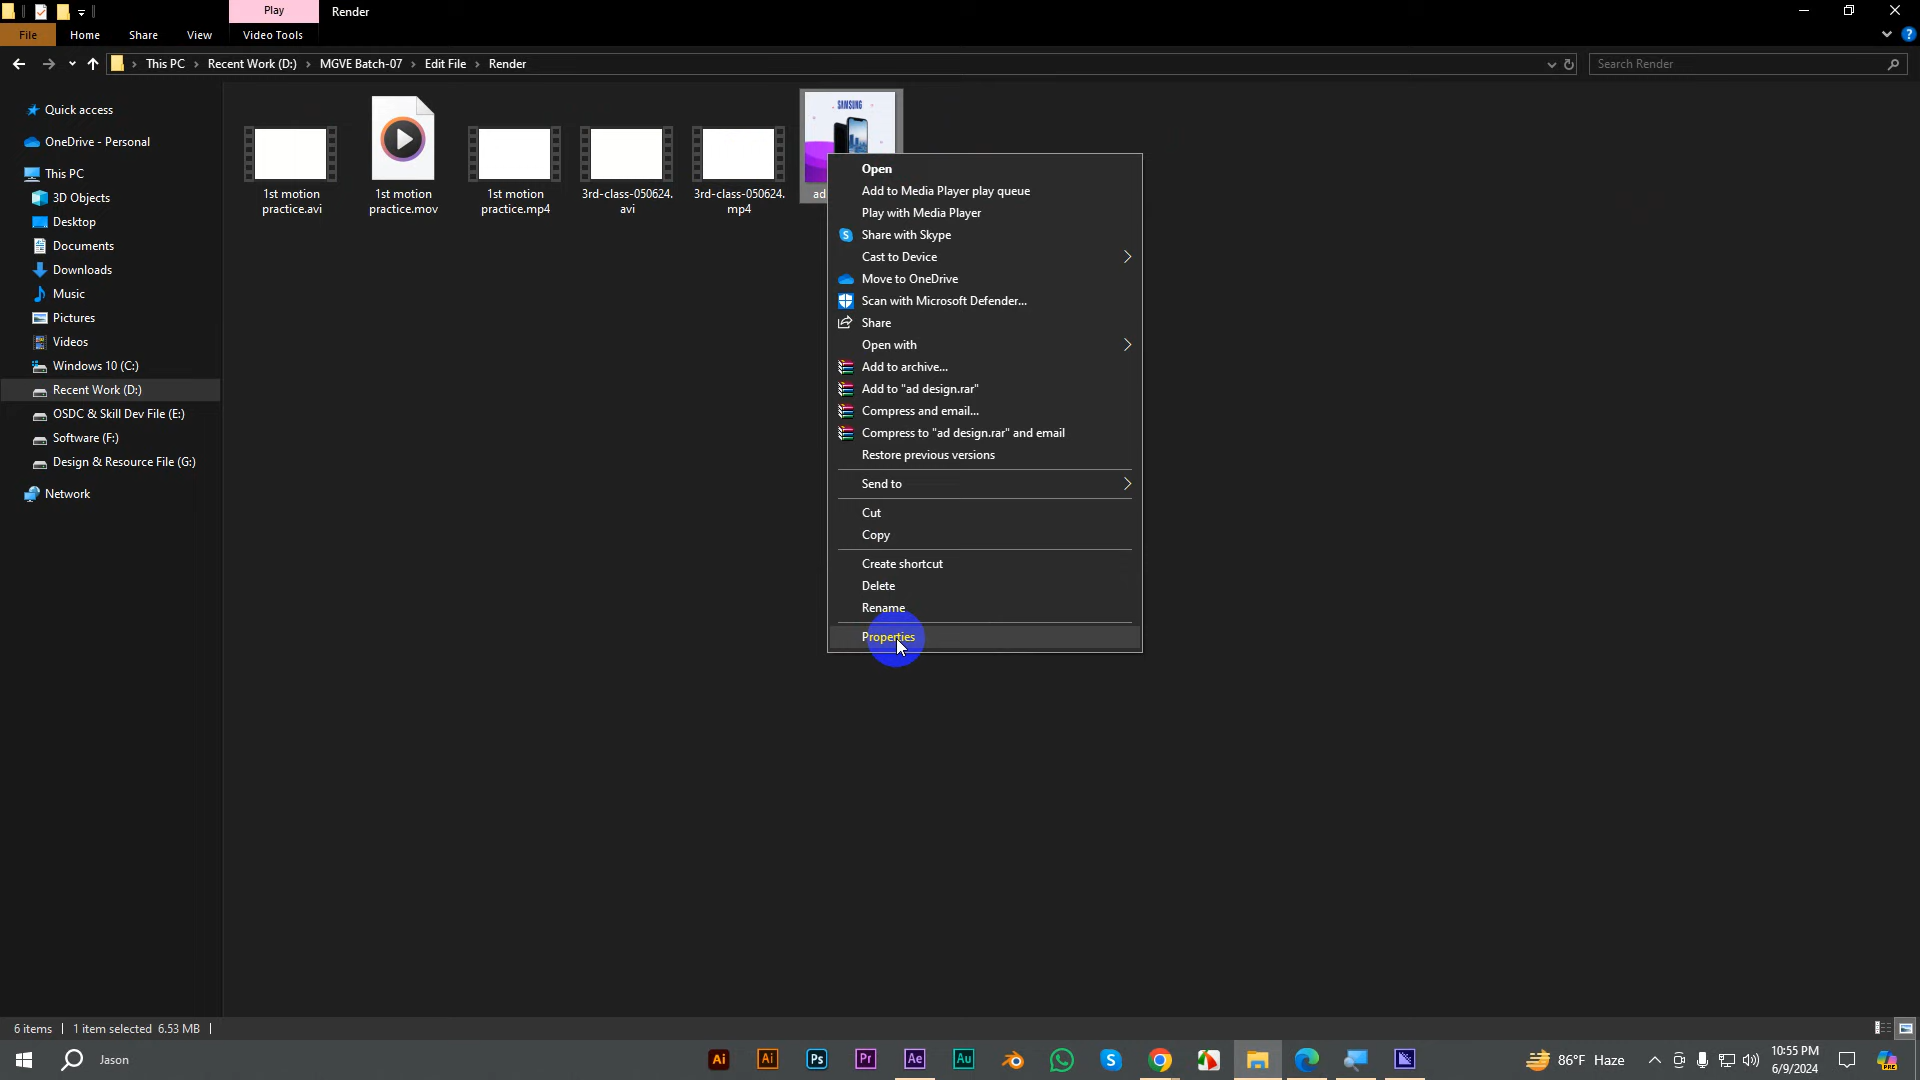 Play
Render
File
Home
Share
View
Video Tools
This PC
Recent Work (D:)
MGVE Batch-07
Edit File
Render
Search Render
Quick access
OneDrive - Personal
This PC
3D Objects
Desktop
Documents
Downloads
Music
Pictures
Videos
Windows 10 (C:)
Recent Work (D:)
OSDC & Skill Dev File (E:)
Software (F:)
Design & Resource File (G:)
Network
1st motion
practice.avi
1st motion
practice.mov
1st motion
practice.mp4
3rd-class-050624.
avi
3rd-class-050624.
mp4
SAMSUNG
ad
Open
Add to Media Player play queue
Play with Media Player
S
Share with Skype
Cast to Device
Move to OneDrive
Scan with Microsoft Defender...
Share
Open with
Add to archive...
Add to "ad design.rar"
Compress and email...
Compress to "ad design.rar" and email
Restore previous versions
Send to
Cut
Copy
Create shortcut
Delete
Rename
Properties
6 items
1 item selected 6.53 MB
Jason
Ai
Ai
Ps
Pr
Ae
Au
S
86°F Haze
10:55 PM
6/9/2024
PRE